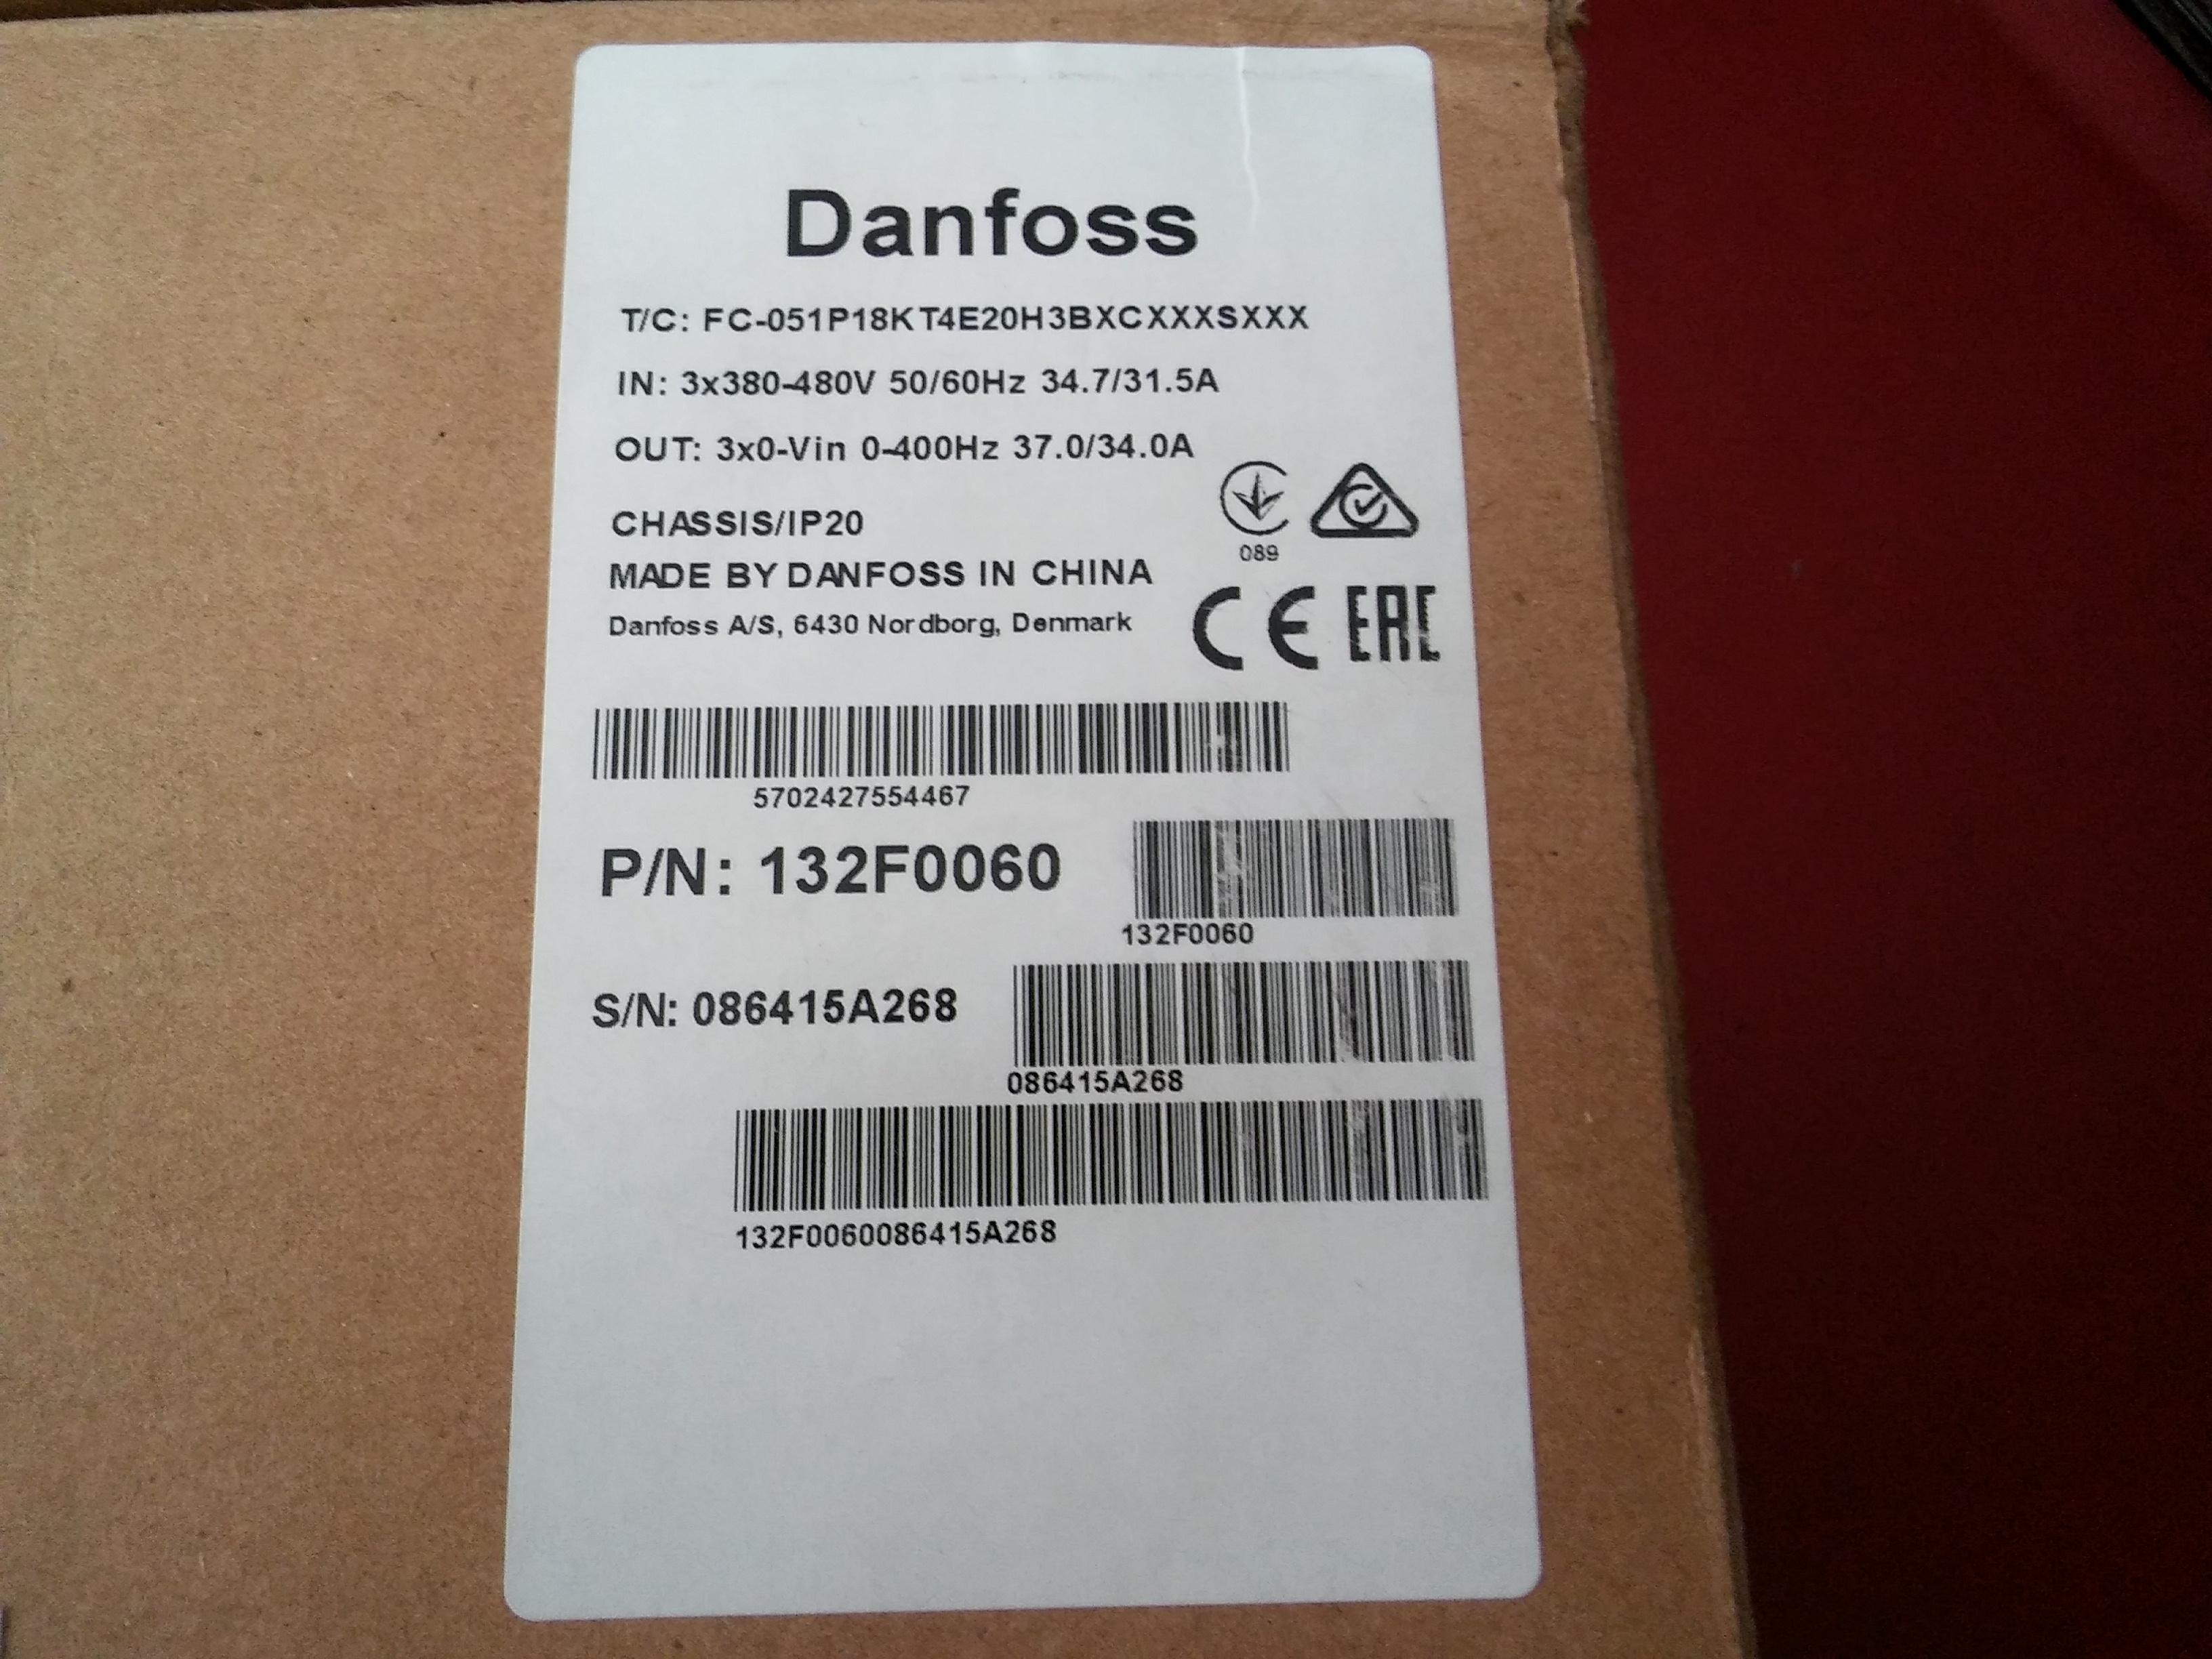 Danfoss
T/C: FC-051P18KT4E20H3BXCXXXSXXX
IN: 3x380-480V 50/60Hz 34.7/31.5A
OUT: 3x0-Vin 0-400Hz 37.0/34.0A
CHASSIS/IP20
089
MADE BY DANFOSS IN CHINA
Danfoss A/S, 6430 Nordborg, Denmark
CE EAC
5702427554467
P/N: 132F0060
132F0060
S/N: 086415A268
086415A268
132F0060086415A268